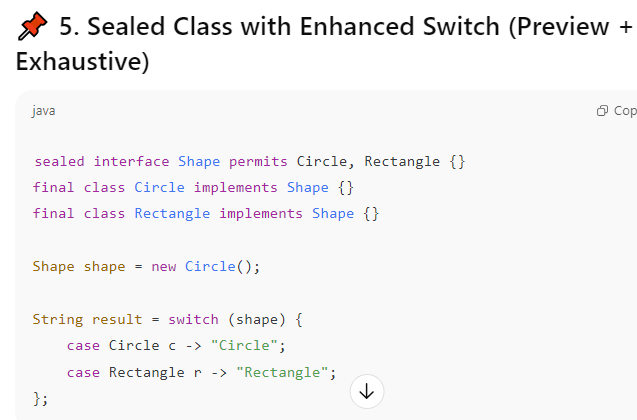 📌 5. Sealed Class with Enhanced Switch (Preview +
Exhaustive)
java
Cop
sealed interface Shape permits Circle, Rectangle {}
final class Circle implements Shape {}
final class Rectangle implements Shape {}
Shape shape = new Circle();
String result = switch (shape) {
    case Circle c -> "Circle";
    case Rectangle r -> "Rectangle";
};